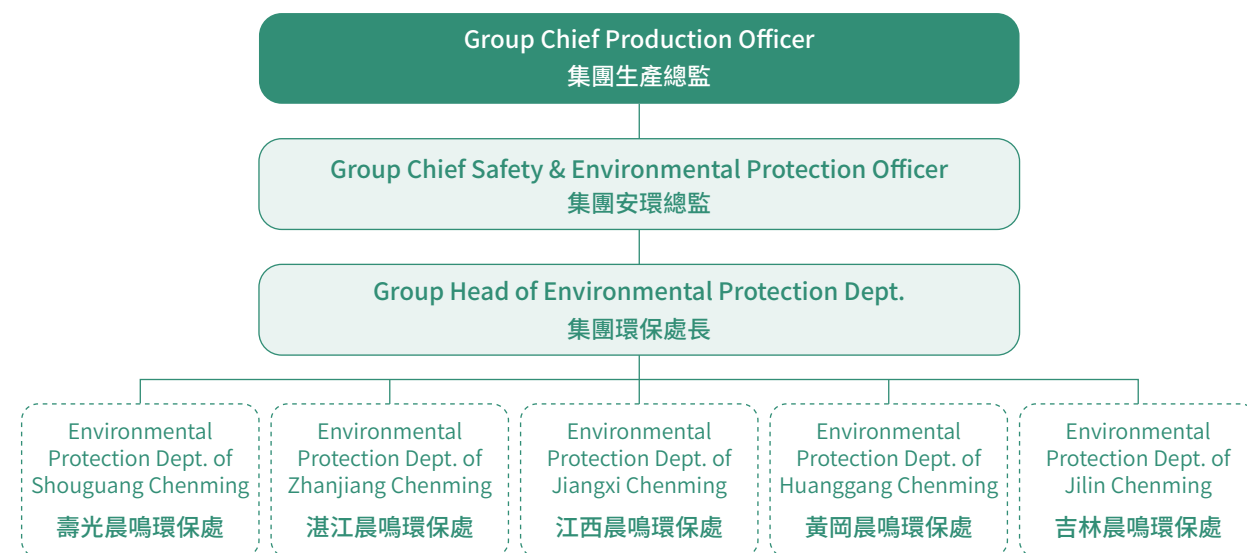 Group Chief Production Officer
集團生產總監
Group Chief Safety & Environmental Protection Officer
集團安環總監
Group Head of Environmental Protection Dept.
集團環保處長
Environmental
Protection Dept. of
Shouguang Chenming
壽光晨鳴環保處
Environmental
Protection Dept. of
Zhanjiang Chenming
湛江晨鳴環保處
Environmental
Protection Dept. of
Jiangxi Chenming
江西晨鳴環保處
Environmental
Protection Dept. of
Huanggang Chenming
黃岡晨鳴環保處
Environmental
Protection Dept. of
Jilin Chenming
吉林晨鳴環保處